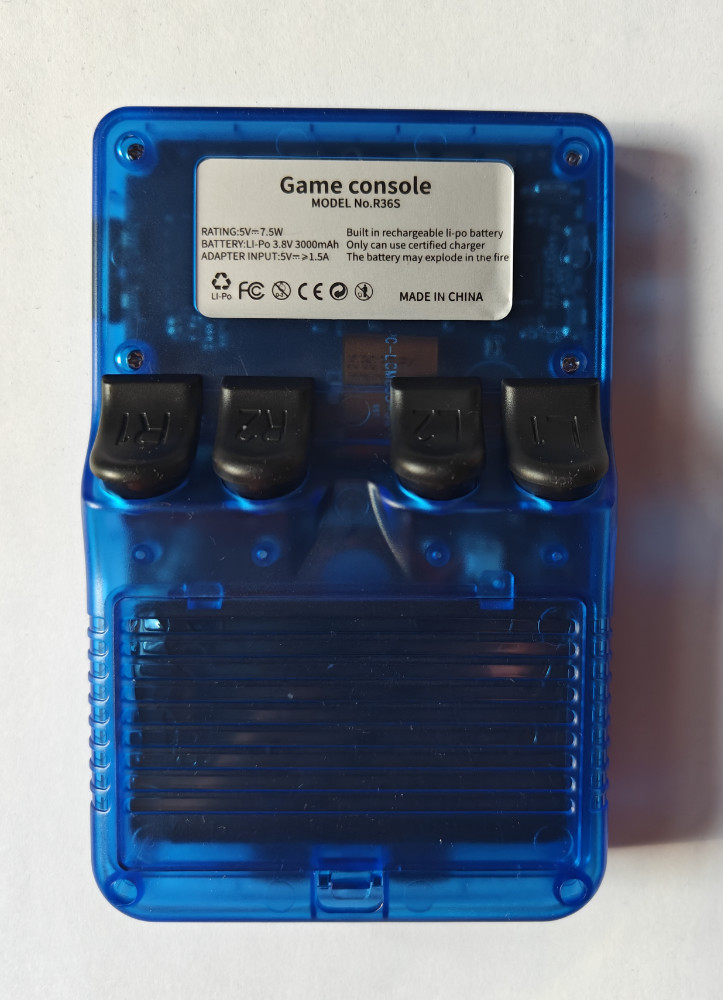 Game console
MODEL No.R36S
RATING:5V⎓7.5W
BATTERY:LI-Po 3.8V 3000mAh
ADAPTER INPUT:5V⎓≥1.5A
Built in rechargeable li-po battery
Only can use certified charger
The battery may explode in the fire
LI-Po
FC
CE
MADE IN CHINA
R1
R2
L2
L1